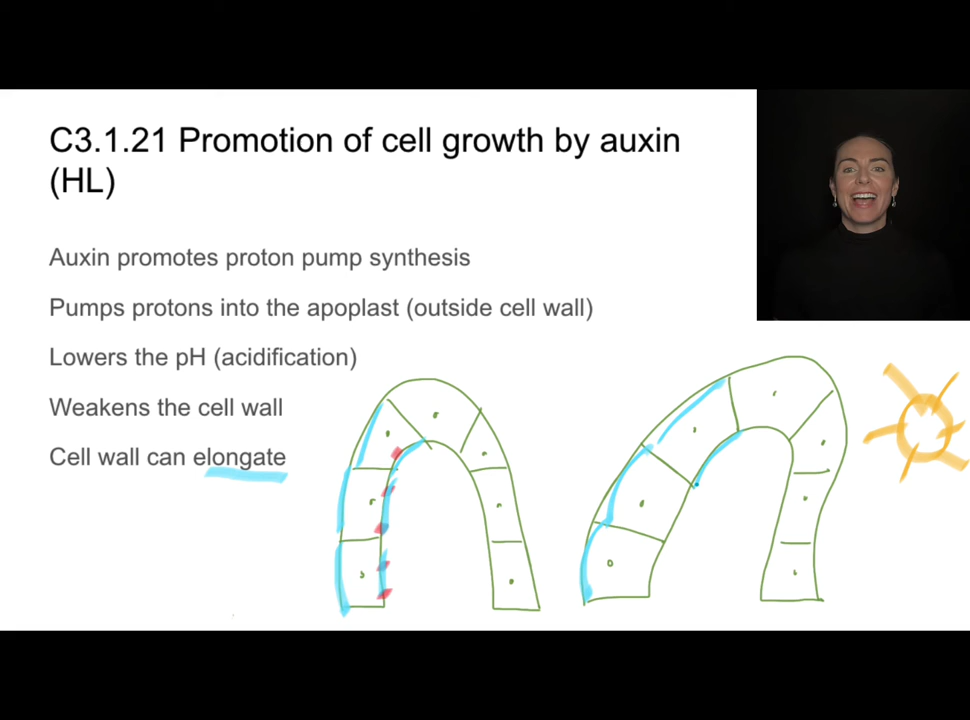 C3.1.21 Promotion of cell growth by auxin
(HL)
Auxin promotes proton pump synthesis
Pumps protons into the apoplast (outside cell wall)
Lowers the pH (acidification)
Weakens the cell wall
Cell wall can elongate